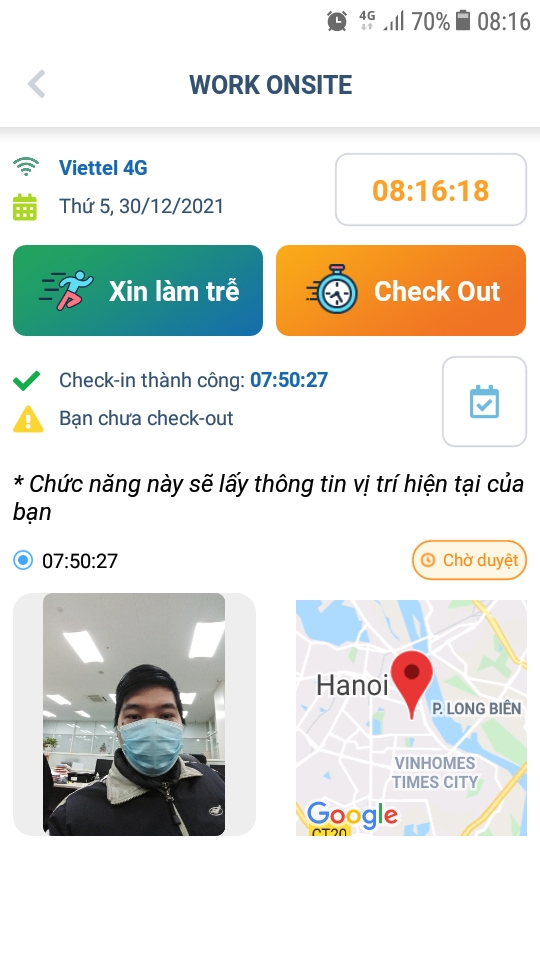 4G 70% 08:16
WORK ONSITE
Viettel 4G
Thứ 5, 30/12/2021
08:16:18
Xin làm trễ
Check Out
Check-in thành công: 07:50:27
Bạn chưa check-out
* Chức năng này sẽ lấy thông tin vị trí hiện tại của
bạn
07:50:27
Chờ duyệt
Hanoi
P. LONG BIÊN
VINHOMES
TIMES CITY
Google
CT20